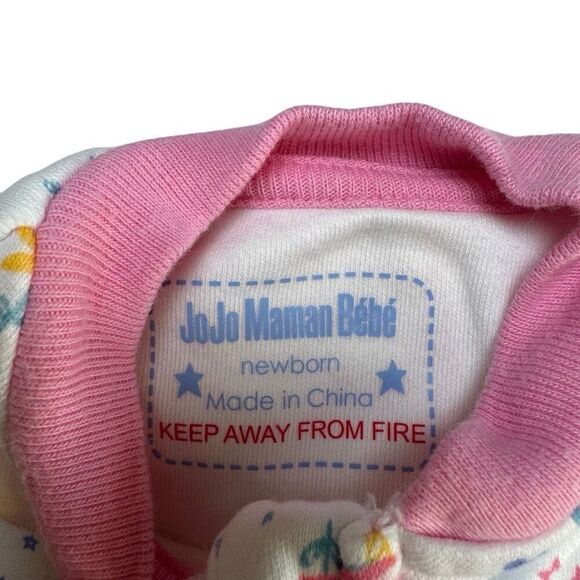 JoJo Maman Bébé
newborn
Made in China
KEEP AWAY FROM FIRE